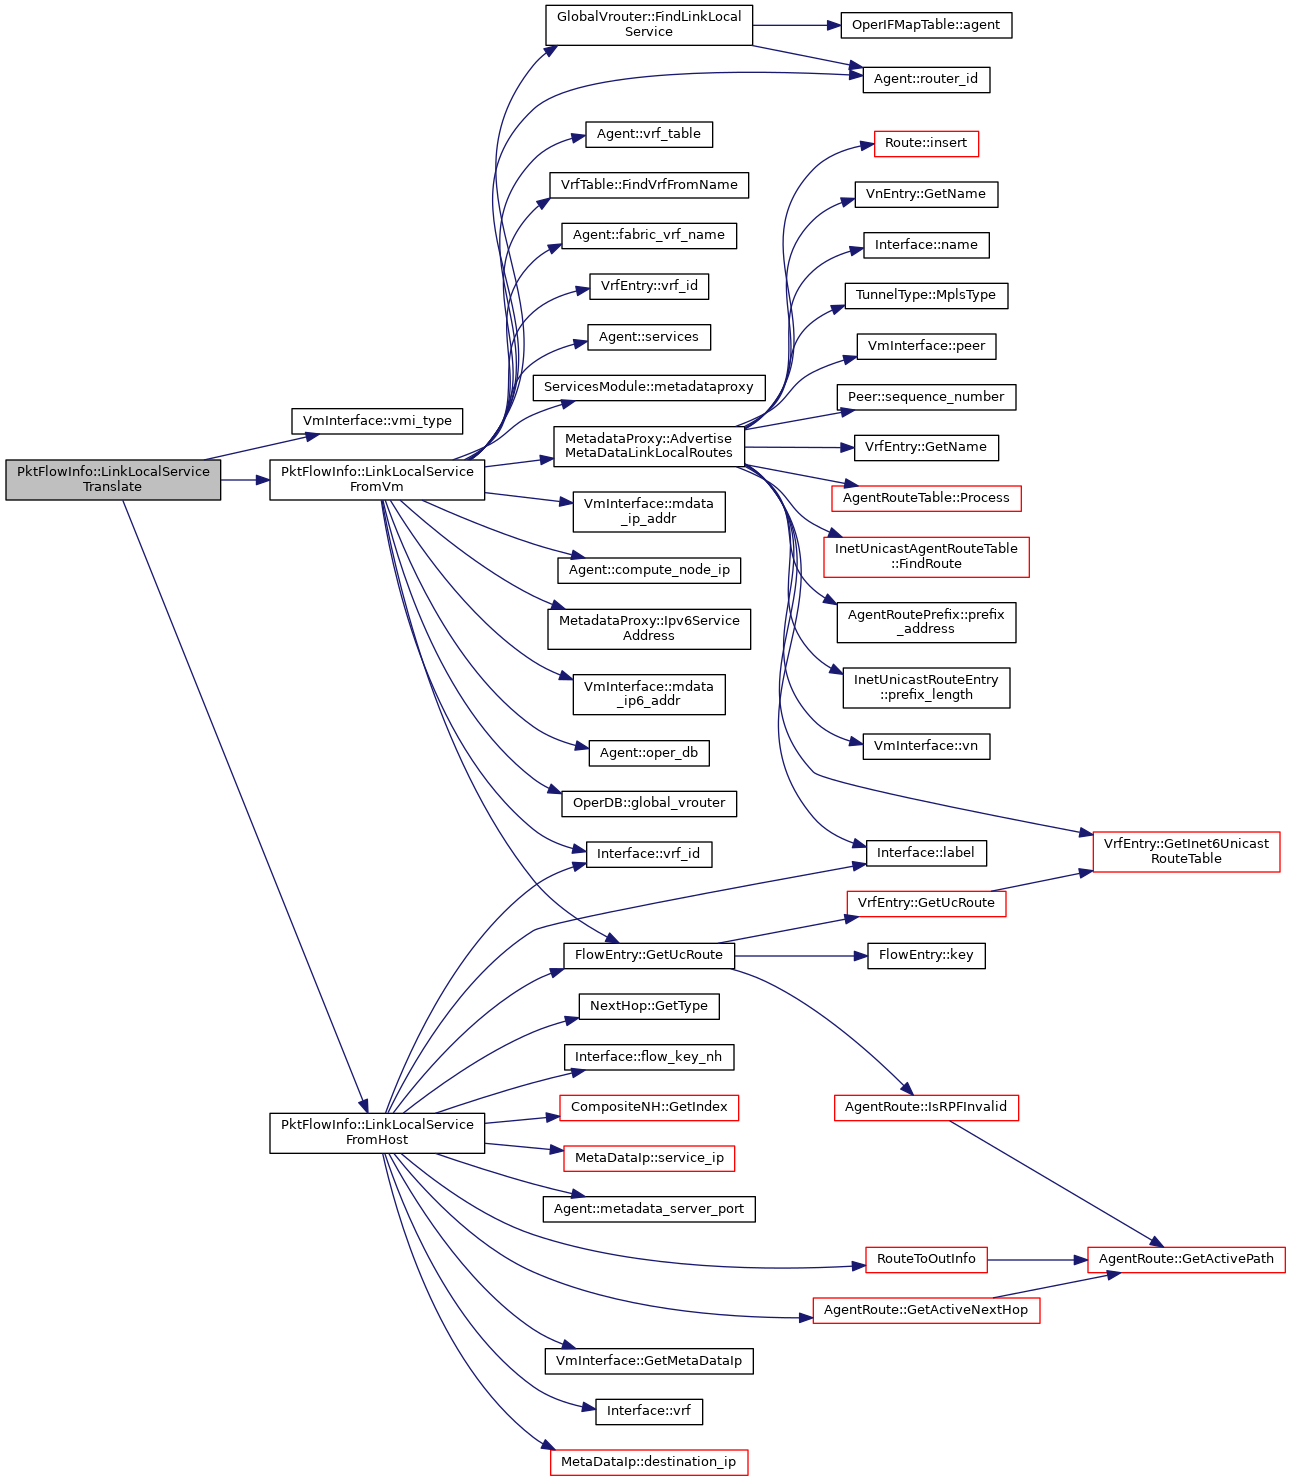 GlobalVrouter::FindLinkLocal
Service
OperIFMapTable::agent
Agent::router_id
Agent::vrf_table
Route::insert
VrfTable::FindVrfFromName
VnEntry::GetName
Agent::fabric_vrf_name
Interface::name
VrfEntry::vrf_id
TunnelType::MplsType
Agent::services
VmInterface::peer
ServicesModule::metadataproxy
Peer::sequence_number
VmInterface::vmi_type
MetadataProxy::Advertise
MetaDataLinkLocalRoutes
VrfEntry::GetName
PktFlowInfo::LinkLocalService
Translate
PktFlowInfo::LinkLocalService
FromVm
AgentRouteTable::Process
VmInterface::mdata
_ip_addr
InetUnicastAgentRouteTable
::FindRoute
Agent::compute_node_ip
MetadataProxy::Ipv6Service
Address
AgentRoutePrefix::prefix
_address
VmInterface::mdata
_ip6_addr
InetUnicastRouteEntry
::prefix_length
Agent::oper_db
VmInterface::vn
OperDB::global_vrouter
Interface::vrf_id
Interface::label
VrfEntry::GetInet6Unicast
RouteTable
VrfEntry::GetUcRoute
FlowEntry::GetUcRoute
FlowEntry::key
NextHop::GetType
Interface::flow_key_nh
CompositeNH::GetIndex
AgentRoute::IsRPFInvalid
PktFlowInfo::LinkLocalService
FromHost
MetaDataIp::service_ip
Agent::metadata_server_port
RouteToOutInfo
AgentRoute::GetActivePath
AgentRoute::GetActiveNextHop
VmInterface::GetMetaDataIp
Interface::vrf
MetaDataIp::destination_ip